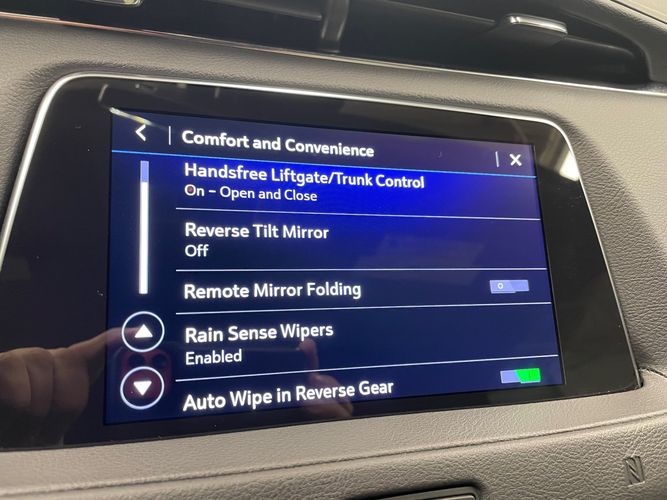 Comfort and Convenience
Handsfree Liftgate/Trunk Control
On – Open and Close
Reverse Tilt Mirror
Off
Remote Mirror Folding
Rain Sense Wipers
Enabled
Auto Wipe in Reverse Gear